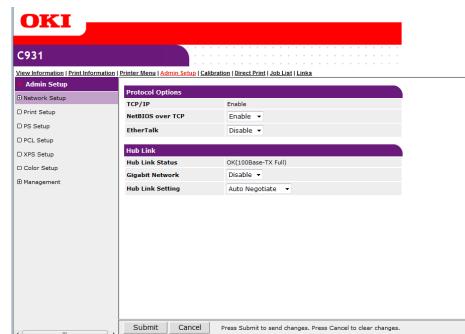 OKI
C931
View Information | Print Information | Printer Menu | Admin Setup | Calibration | Direct Print | Job List | Links
Admin Setup
Network Setup
Print Setup
PS Setup
PCL Setup
XPS Setup
Color Setup
Management
Protocol Options
TCP/IP Enable
NetBIOS over TCP Enable
EtherTalk Disable
Hub Link
Hub Link Status OK(100Base-TX Full)
Gigabit Network Disable
Hub Link Setting Auto Negotiate
Submit Cancel Press Submit to send changes. Press Cancel to clear changes.